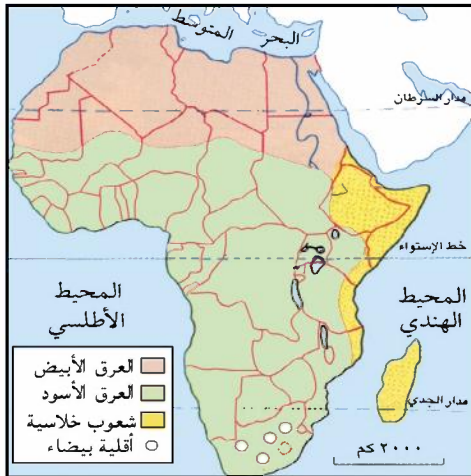 البحر المتوسط
مدار السرطان
خط الإستواء
المحيط
الأطلسي
المحيط
الهندي
مدار الجدي
العرق الأبيض
العرق الأسود
شعوب خلاسية
أقلية بيضاء
٢٠٠٠ كم